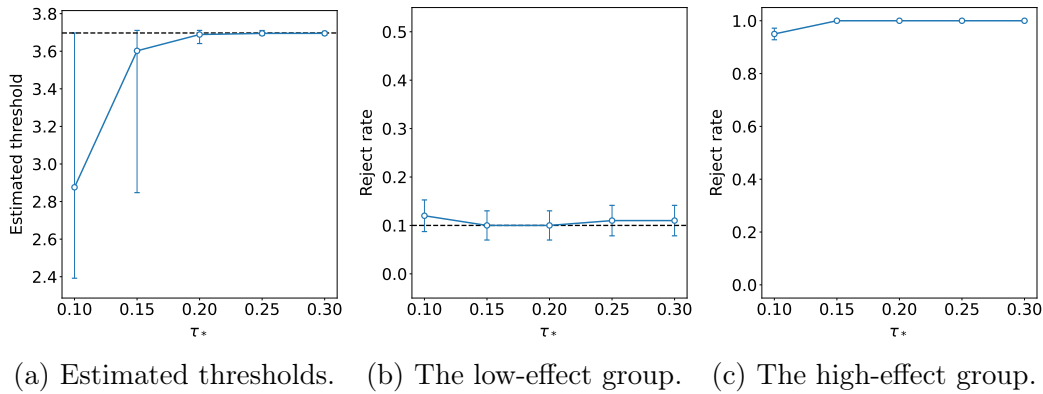 3.8
3.6
3.4
3.2
3.0
2.8
2.6
2.4
Estimated threshold
0.10 0.15 0.20 0.25 0.30
τ*
0.5
0.4
0.3
0.2
0.1
0.0
Reject rate
0.10 0.15 0.20 0.25 0.30
τ*
1.0
0.8
0.6
0.4
0.2
0.0
Reject rate
0.10 0.15 0.20 0.25 0.30
τ*
(a) Estimated thresholds. (b) The low-effect group. (c) The high-effect group.